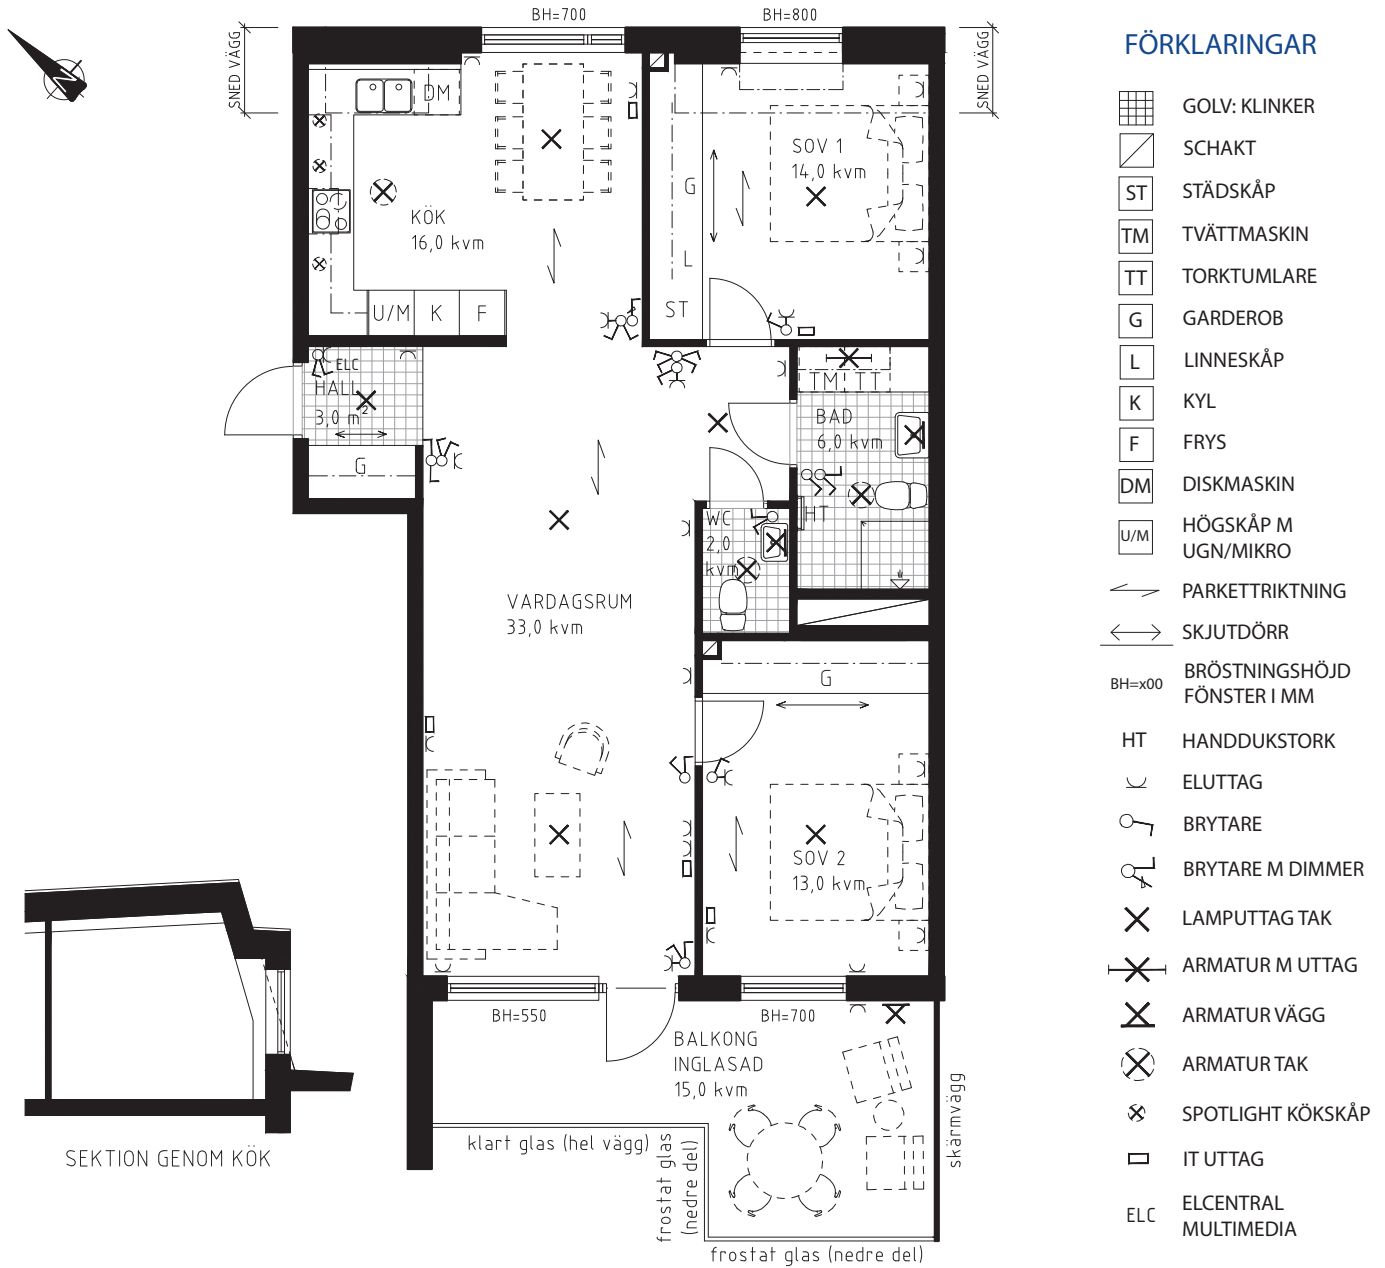 BH=700
BH=800
SNED VÄGG
SNED VÄGG
N
DM
KÖK
16,0 kvm
SOV 1
14,0 kvm
G
L
ST
U/M
K
F
ELC
HALL
3,0 m²
G
TM
TT
BAD
6,0 kvm
HT
WC
2,0
kvm
VARDAGSRUM
33,0 kvm
G
SOV 2
13,0 kvm
BH=550
BH=700
BALKONG
INGLASAD
15,0 kvm
skärmvägg
klart glas (hel vägg)
frostat glas
(nedre del)
frostat glas (nedre del)
SEKTION GENOM KÖK
FÖRKLARINGAR
GOLV: KLINKER
SCHAKT
ST STÄDSKÅP
TM TVÄTTMASKIN
TT TORKTUMLARE
G GARDEROB
L LINNESKÅP
K KYL
F FRYS
DM DISKMASKIN
U/M HÖGSKÅP M
UGN/MIKRO
PARKETTRIKTNING
SKJUTDÖRR
BH=x00 BRÖSTNINGSHÖJD
FÖNSTER I MM
HT HANDDUKSTORK
ELUTTAG
BRYTARE
BRYTARE M DIMMER
LAMPUTTAG TAK
ARMATUR M UTTAG
ARMATUR VÄGG
ARMATUR TAK
SPOTLIGHT KÖKSKÅP
IT UTTAG
ELC ELCENTRAL
MULTIMEDIA